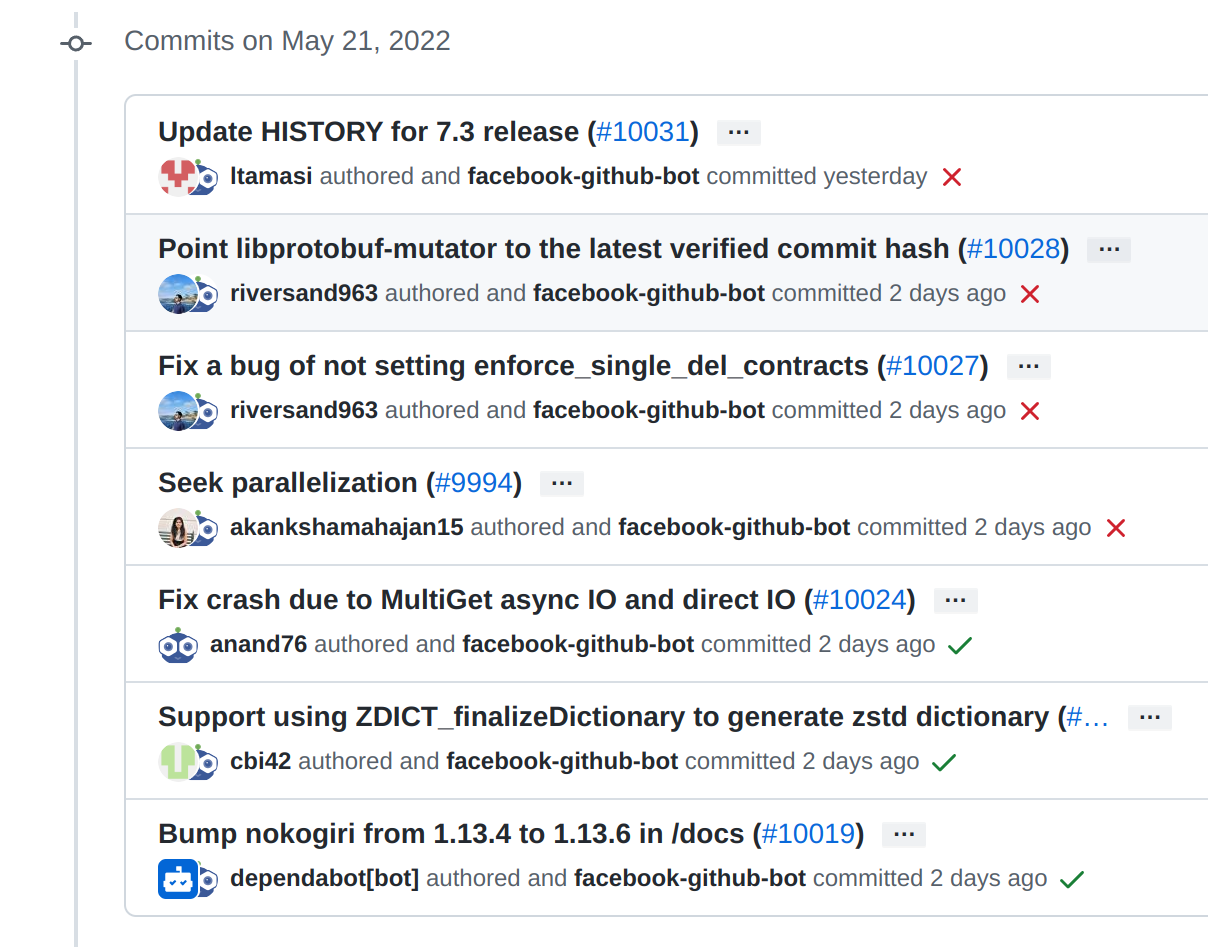 Commits on May 21, 2022
Update HISTORY for 7.3 release (#10031) ...
ltamasi authored and facebook-github-bot committed yesterday
Point libprotobuf-mutator to the latest verified commit hash (#10028) ...
riversand963 authored and facebook-github-bot committed 2 days ago
Fix a bug of not setting enforce_single_del_contracts (#10027) ...
riversand963 authored and facebook-github-bot committed 2 days ago
Seek parallelization (#9994) ...
akankshamahajan15 authored and facebook-github-bot committed 2 days ago
Fix crash due to MultiGet async IO and direct IO (#10024) ...
anand76 authored and facebook-github-bot committed 2 days ago
Support using ZDICT_finalizeDictionary to generate zstd dictionary (#… ...
cbi42 authored and facebook-github-bot committed 2 days ago
Bump nokogiri from 1.13.4 to 1.13.6 in /docs (#10019) ...
dependabot[bot] authored and facebook-github-bot committed 2 days ago